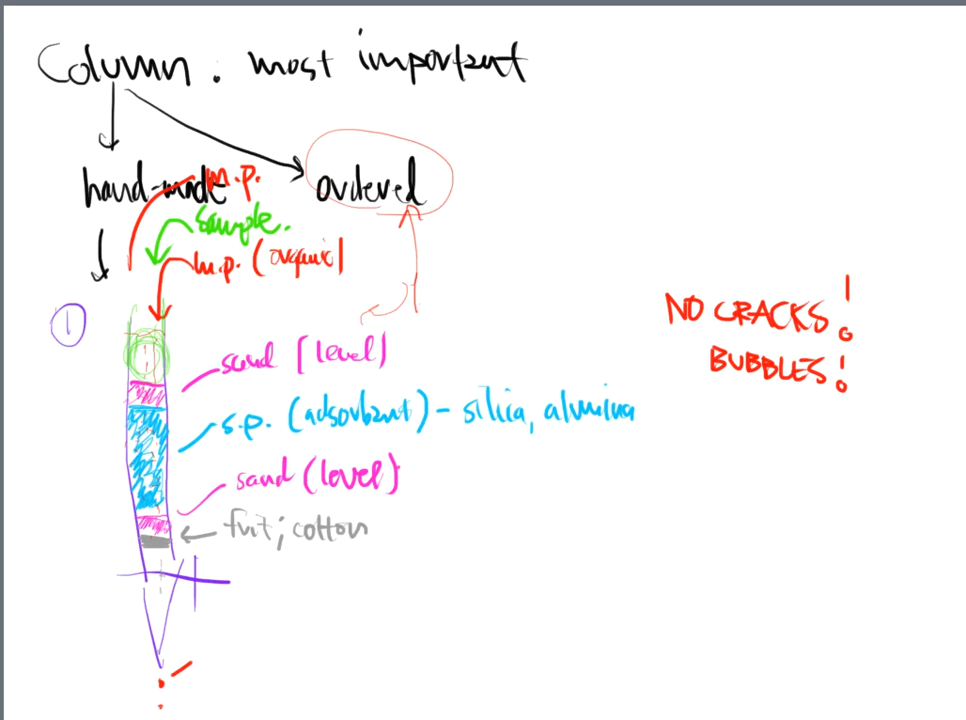 Column : most important
hand-made
ordered
m.p.
sample.
m.p. (organic)
①
NO CRACKS!
BUBBLES!
sand (level)
s.p. (adsorbant) - silica, alumina
sand (level)
frit; cotton